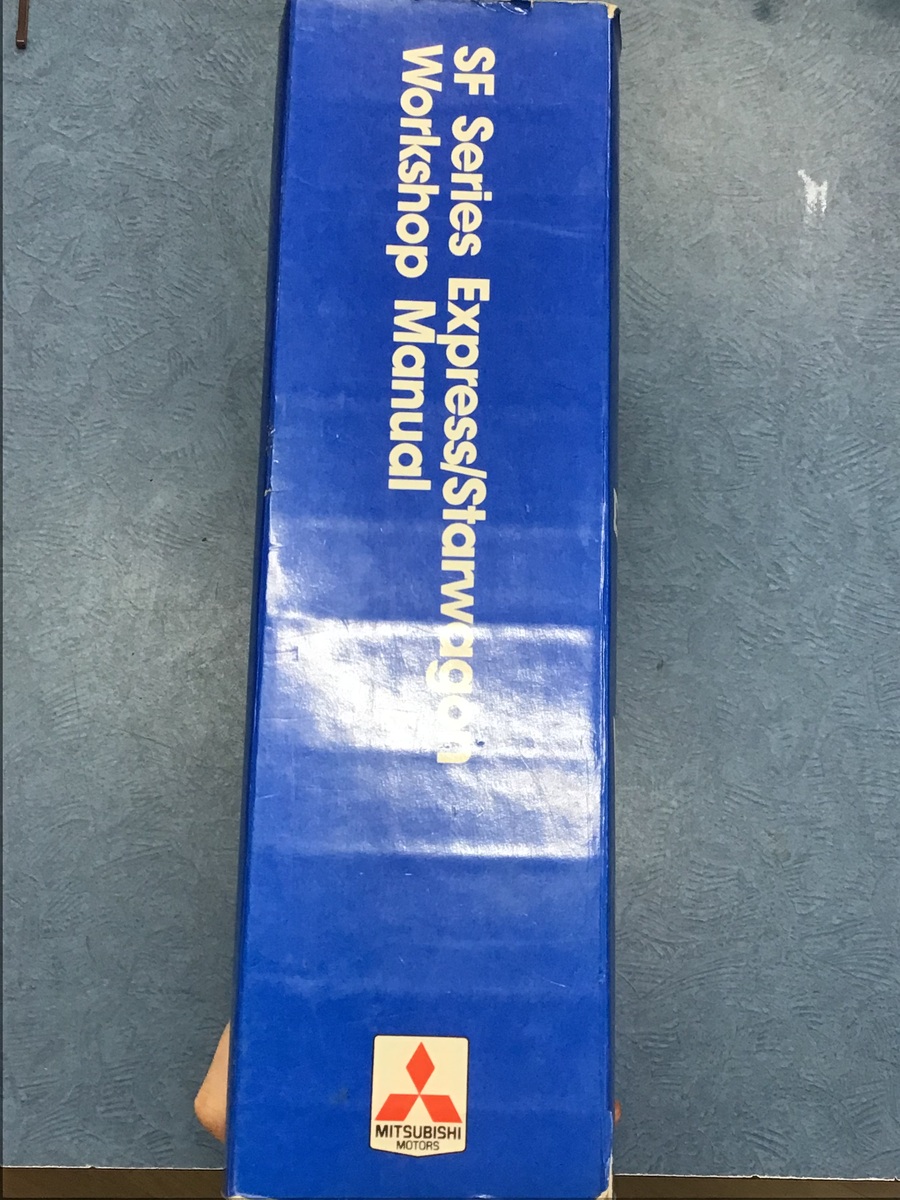 SF Series Express/Starwagon
Workshop Manual
MITSUBISHI
MOTORS